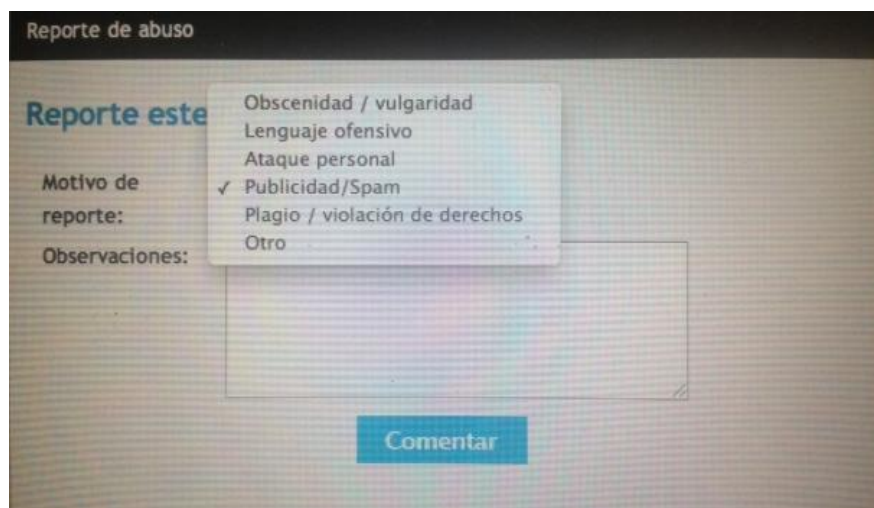 Reporte de abuso
Reporte este
Obscenidad / vulgaridad
Lenguaje ofensivo
Ataque personal
Motivo de
✓ Publicidad/Spam
reporte:
Plagio / violación de derechos
Otro
Observaciones:
Comentar